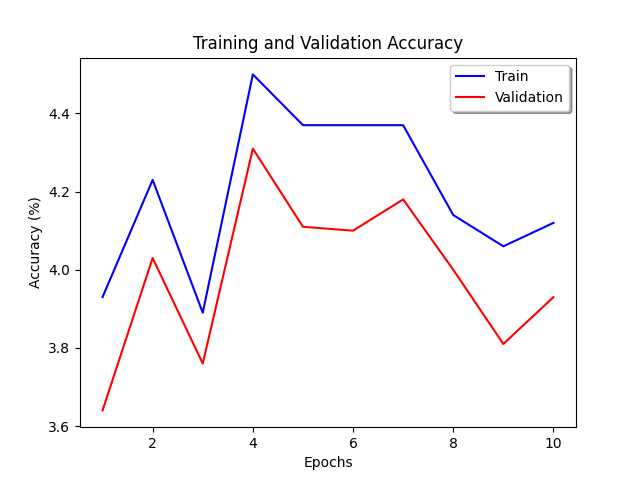 Training and Validation Accuracy
Train
Validation
Accuracy (%)
4.4
4.2
4.0
3.8
3.6
2
4
6
8
10
Epochs